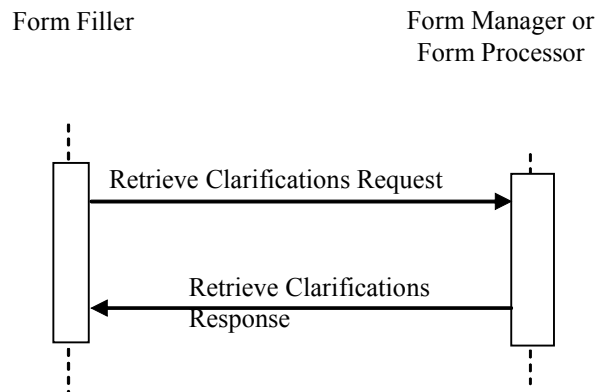 Form Filler
Form Manager or
Form Processor
Retrieve Clarifications Request
Retrieve Clarifications
Response